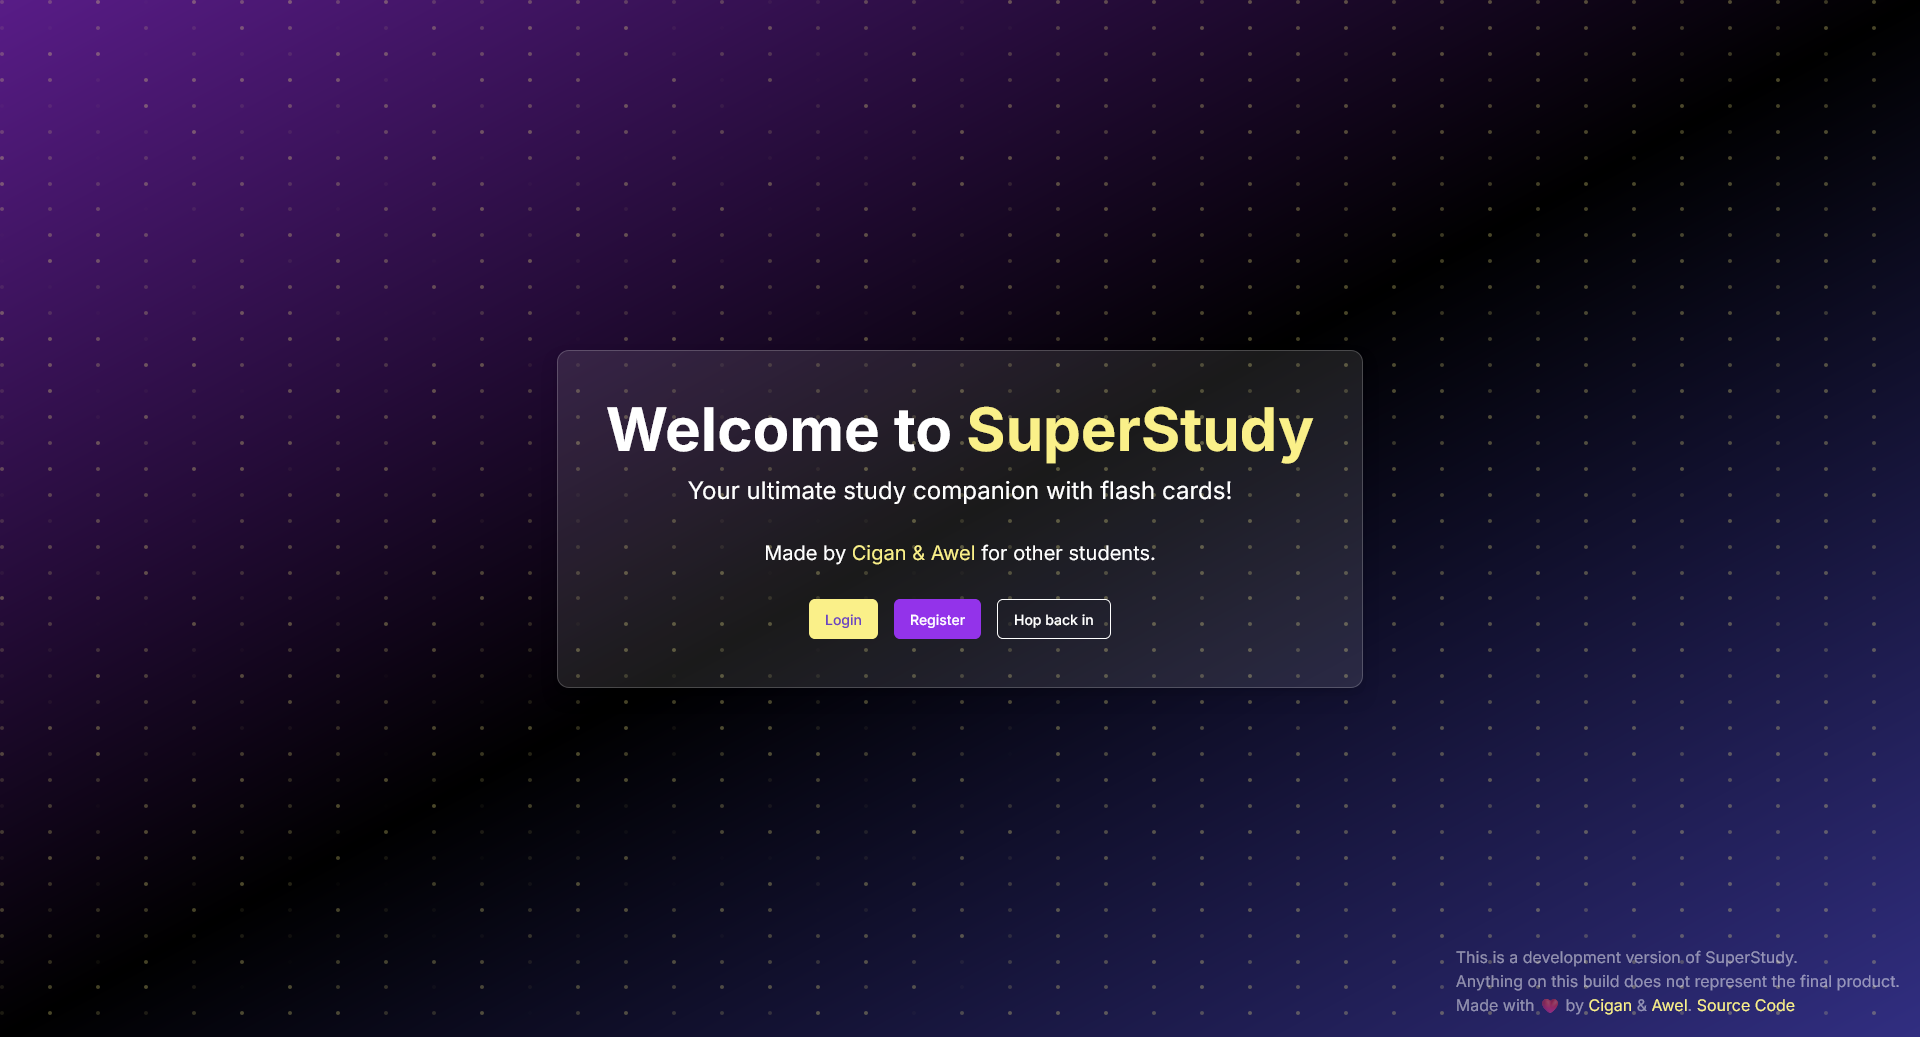 Welcome to SuperStudy
Your ultimate study companion with flash cards!
Made by Cigan & Awel for other students.
Login
Register
Hop back in
This is a development version of SuperStudy.
Anything on this build does not represent the final product.
Made with 💗 by Cigan & Awel. Source Code